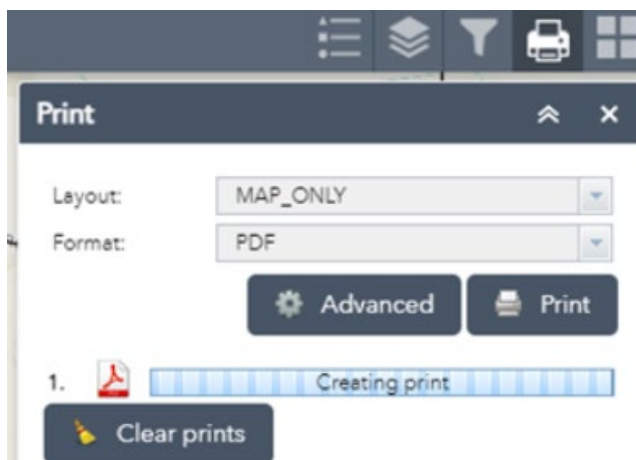 Print
Layout: MAP_ONLY
Format: PDF
Advanced Print
1. Creating print
Clear prints